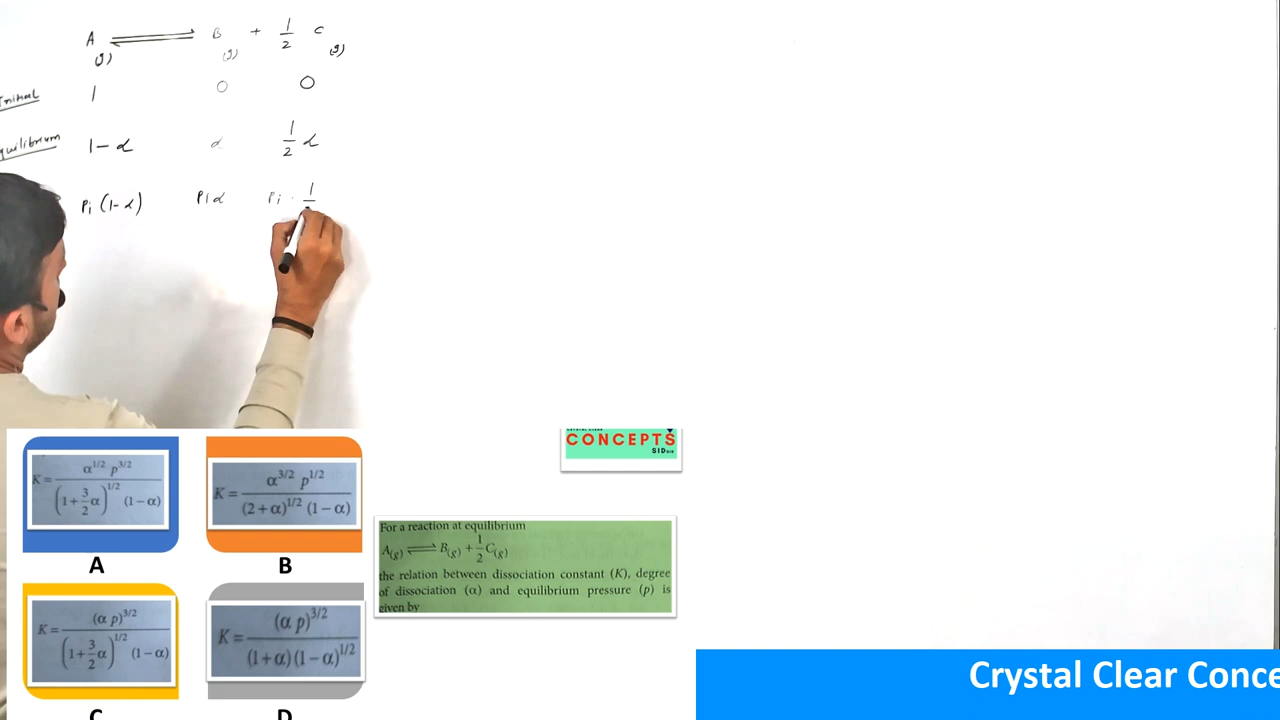 A(g) ⇌ B(g) + 1/2 C(g)
Initial 1 0 0
Equilibrium 1-α α 1/2 α
Pi (1-α) Piα Pi . 1
K = α^1/2 p^3/2 / (1+3/2 α)^1/2 (1-α)
A
K = α^3/2 p^1/2 / (2+α)^1/2 (1-α)
B
K = (α p)^3/2 / (1+3/2 α)^1/2 (1-α)
C
K = (α p)^3/2 / (1+α)(1-α)^1/2
D
CONCEPTS
SID
For a reaction at equilibrium
A(g) ⇌ B(g) + 1/2 C(g)
the relation between dissociation constant (K), degree
of dissociation (α) and equilibrium pressure (p) is
given by
Crystal Clear Conce